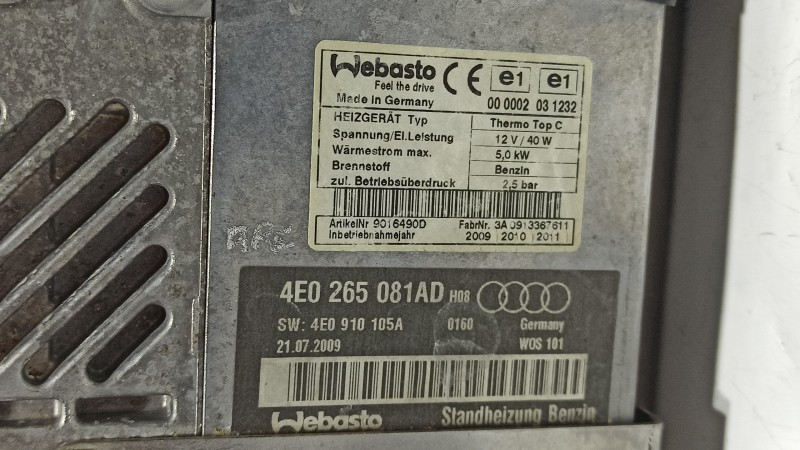 Webasto CE e1 e1
Feel the drive
Made in Germany 00 0002 03 1232
HEIZGERÄT Typ Thermo Top C
Spannung/El.Leistung 12 V / 40 W
Wärmestrom max. 5,0 kW
Brennstoff Benzin
zul. Betriebsüberdruck 2,5 bar
ArtikelNr 9016490D FabrNr. 3A 0913367611
Inbetriebnahmejahr 2009 | 2010 | 2011
4E0 265 081AD H08
SW: 4E0 910 105A 0160 Germany
21.07.2009 WOS 101
Webasto Standheizung Benzin